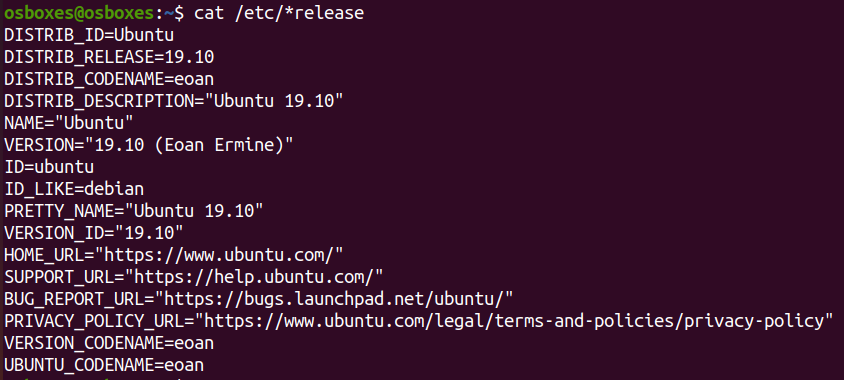 osboxes@osboxes:~$ cat /etc/*release
DISTRIB_ID=Ubuntu
DISTRIB_RELEASE=19.10
DISTRIB_CODENAME=eoan
DISTRIB_DESCRIPTION="Ubuntu 19.10"
NAME="Ubuntu"
VERSION="19.10 (Eoan Ermine)"
ID=ubuntu
ID_LIKE=debian
PRETTY_NAME="Ubuntu 19.10"
VERSION_ID="19.10"
HOME_URL="https://www.ubuntu.com/"
SUPPORT_URL="https://help.ubuntu.com/"
BUG_REPORT_URL="https://bugs.launchpad.net/ubuntu/"
PRIVACY_POLICY_URL="https://www.ubuntu.com/legal/terms-and-policies/privacy-policy"
VERSION_CODENAME=eoan
UBUNTU_CODENAME=eoan